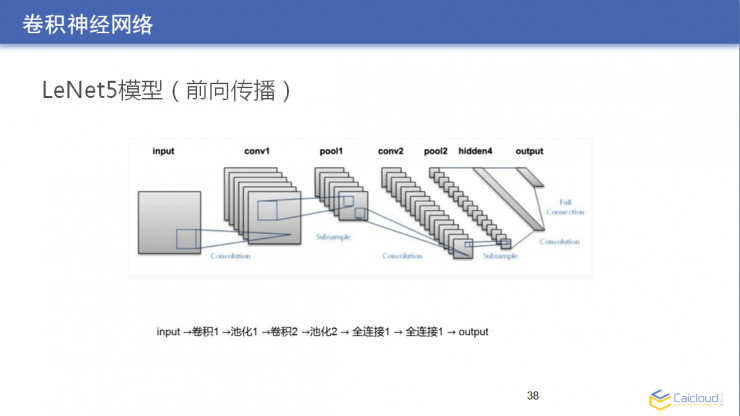 卷积神经网络
LeNet5模型（前向传播）
input conv1 pool1 conv2 pool2 hidden4 output
Full
Connection
Subsample
Convolution
Convolution Convolution Subsample
input →卷积1 →池化1 →卷积2 →池化2 → 全连接1 → 全连接1 → output
38
Caicloud